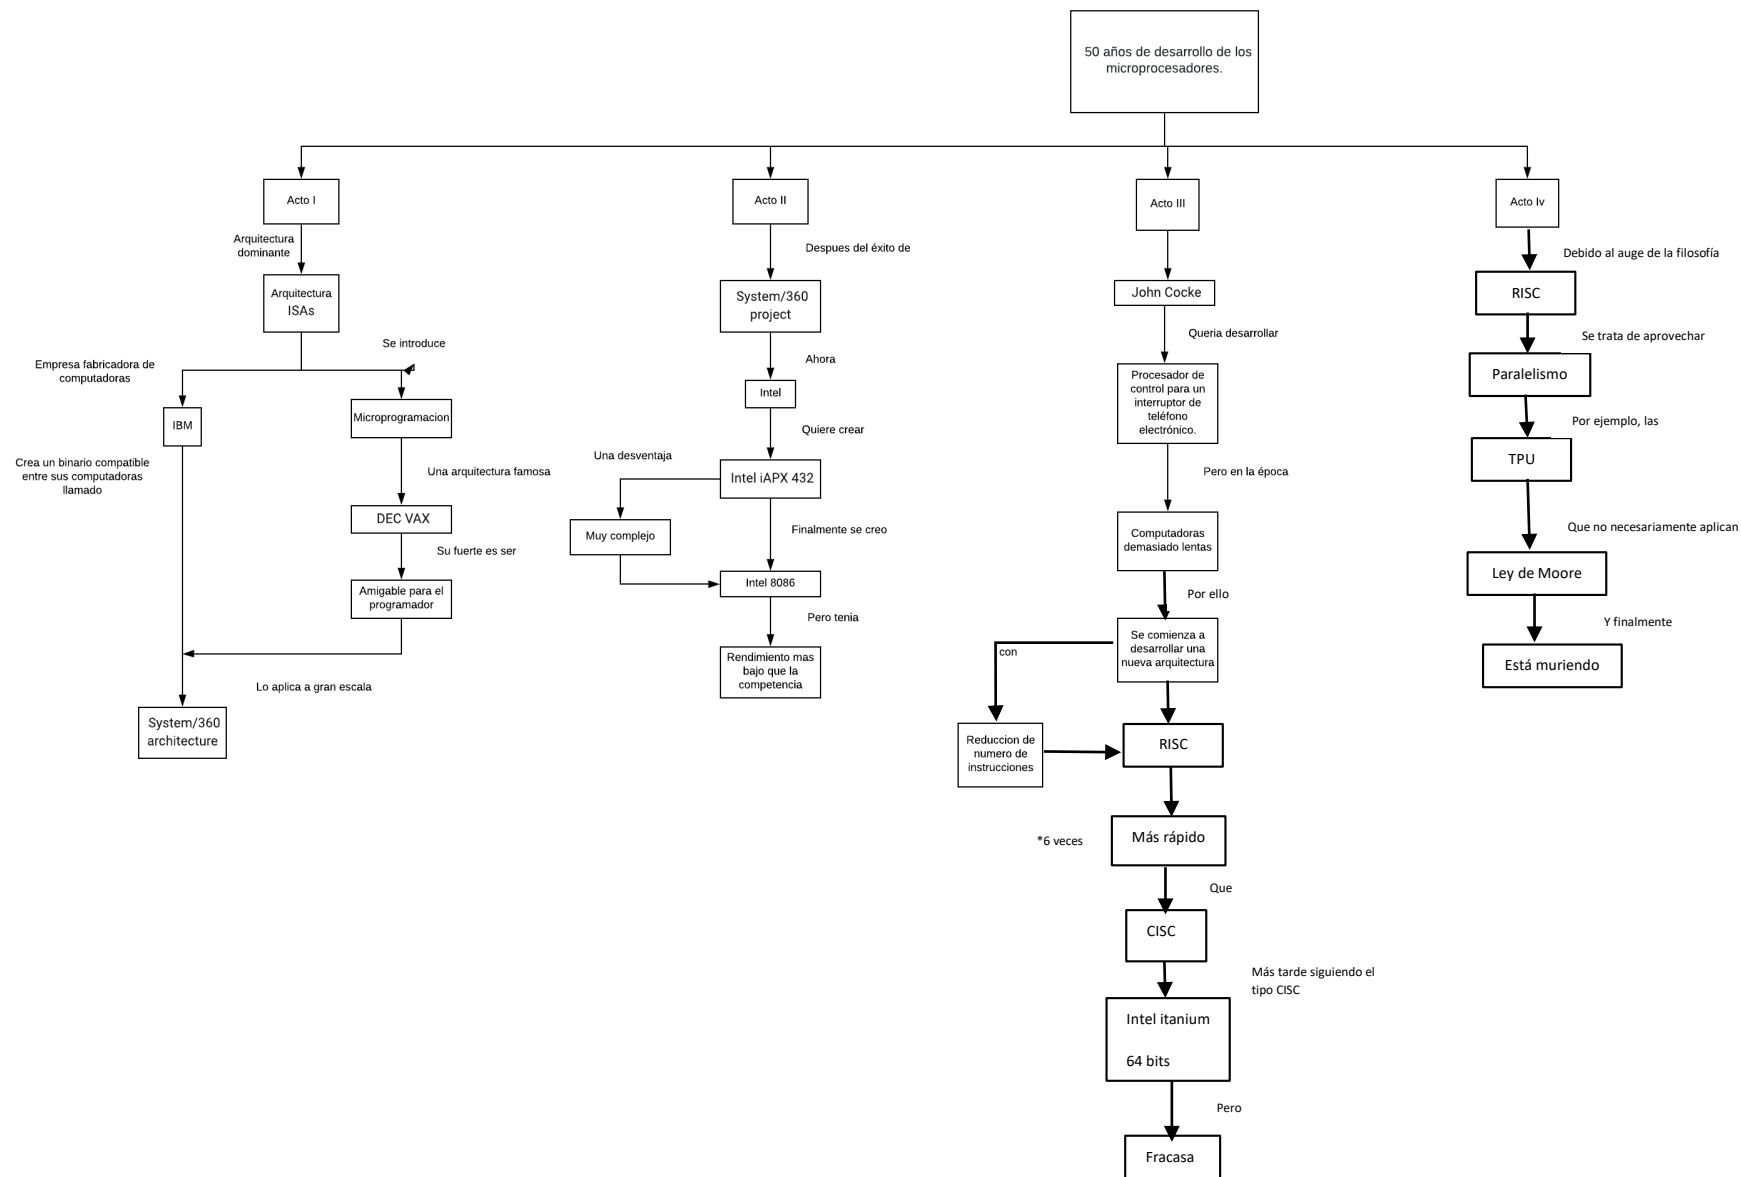 50 años de desarrollo de los
microprocesadores.
Acto I
Arquitectura
dominante
Arquitectura
ISAs
Se introduce
Empresa fabricadora de
computadoras
IBM
Microprogramacion
Crea un binario compatible
entre sus computadoras
llamado
Una arquitectura famosa
DEC VAX
Su fuerte es ser
Amigable para el
programador
Lo aplica a gran escala
System/360
architecture
Acto II
Despues del éxito de
System/360
project
Ahora
Intel
Quiere crear
Una desventaja
Intel iAPX 432
Muy complejo
Finalmente se creo
Intel 8086
Pero tenia
Rendimiento mas
bajo que la
competencia
Acto III
John Cocke
Queria desarrollar
Procesador de
control para un
interruptor de
teléfono
electrónico.
Pero en la época
Computadoras
demasiado lentas
Por ello
Se comienza a
desarrollar una
nueva arquitectura
con
Reduccion de
numero de
instrucciones
RISC
*6 veces
Más rápido
Que
CISC
Más tarde siguiendo el
tipo CISC
Intel itanium
64 bits
Pero
Fracasa
Acto Iv
Debido al auge de la filosofía
RISC
Se trata de aprovechar
Paralelismo
Por ejemplo, las
TPU
Que no necesariamente aplican
Ley de Moore
Y finalmente
Está muriendo